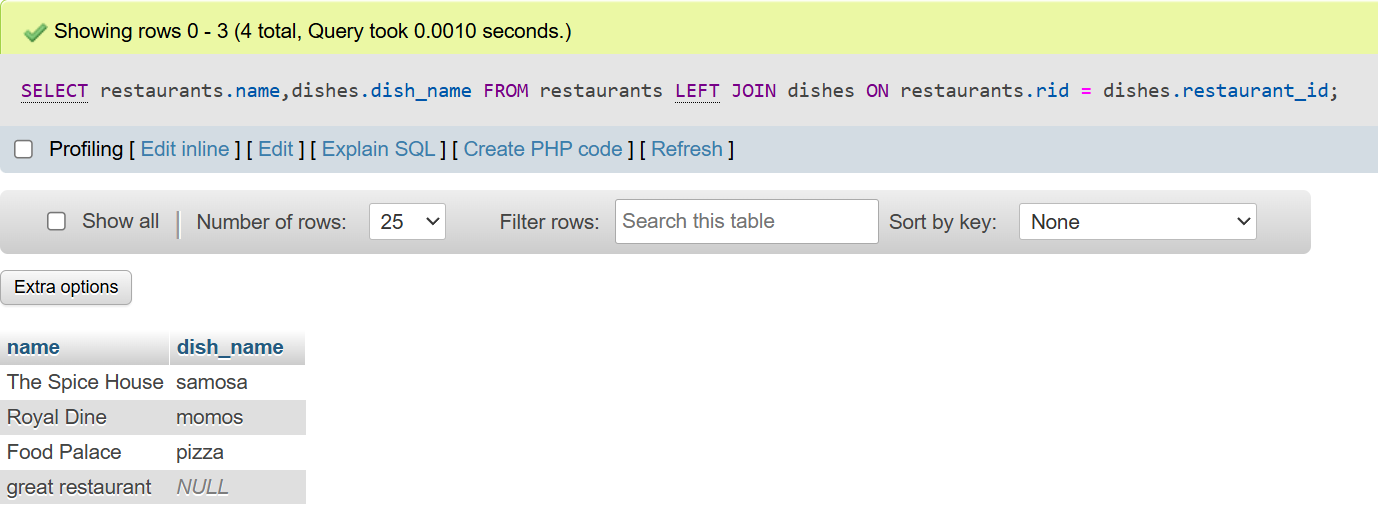 Showing rows 0 - 3 (4 total, Query took 0.0010 seconds.)
SELECT restaurants.name,dishes.dish_name FROM restaurants LEFT JOIN dishes ON restaurants.rid = dishes.restaurant_id;
Profiling [ Edit inline ] [ Edit ] [ Explain SQL ] [ Create PHP code ] [ Refresh ]
Show all | Number of rows: 25 Filter rows: Search this table Sort by key: None
Extra options
name dish_name
The Spice House samosa
Royal Dine momos
Food Palace pizza
great restaurant NULL